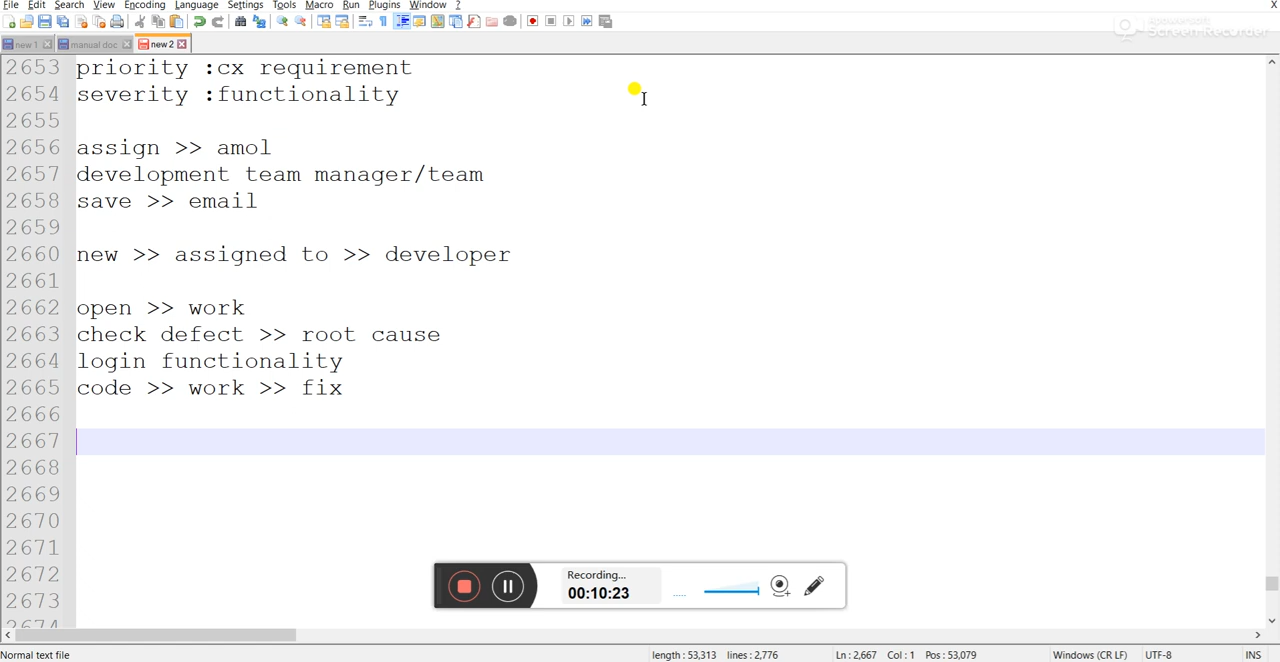 File Edit Search View Encoding Language Settings Tools Macro Run Plugins Window ? X
Screen Recorder
new 1 manual doc new 2
2653 priority :cx requirement
2654 severity :functionality
2655
2656 assign >> amol
2657 development team manager/team
2658 save >> email
2659
2660 new >> assigned to >> developer
2661
2662 open >> work
2663 check defect >> root cause
2664 login functionality
2665 code >> work >> fix
2666
2667
2668
2669
2670
2671
2672
2673
2674
Recording...
00:10:23
Normal text file length : 53,313 lines : 2,776 Ln : 2,667 Col : 1 Pos : 53,079 Windows (CR LF) UTF-8 INS